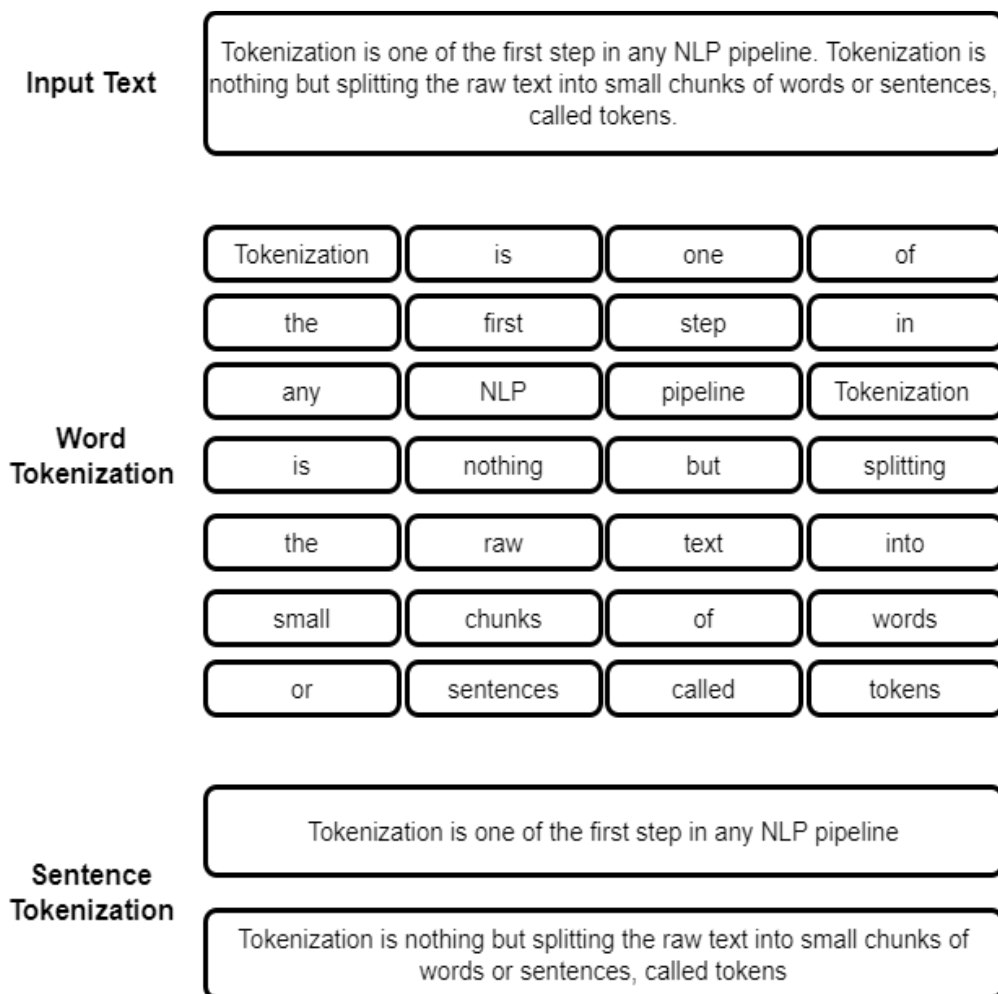 Input Text
Tokenization is one of the first step in any NLP pipeline. Tokenization is
nothing but splitting the raw text into small chunks of words or sentences,
called tokens.
Word
Tokenization
Tokenization is one of
the first step in
any NLP pipeline Tokenization
is nothing but splitting
the raw text into
small chunks of words
or sentences called tokens
Sentence
Tokenization
Tokenization is one of the first step in any NLP pipeline
Tokenization is nothing but splitting the raw text into small chunks of
words or sentences, called tokens